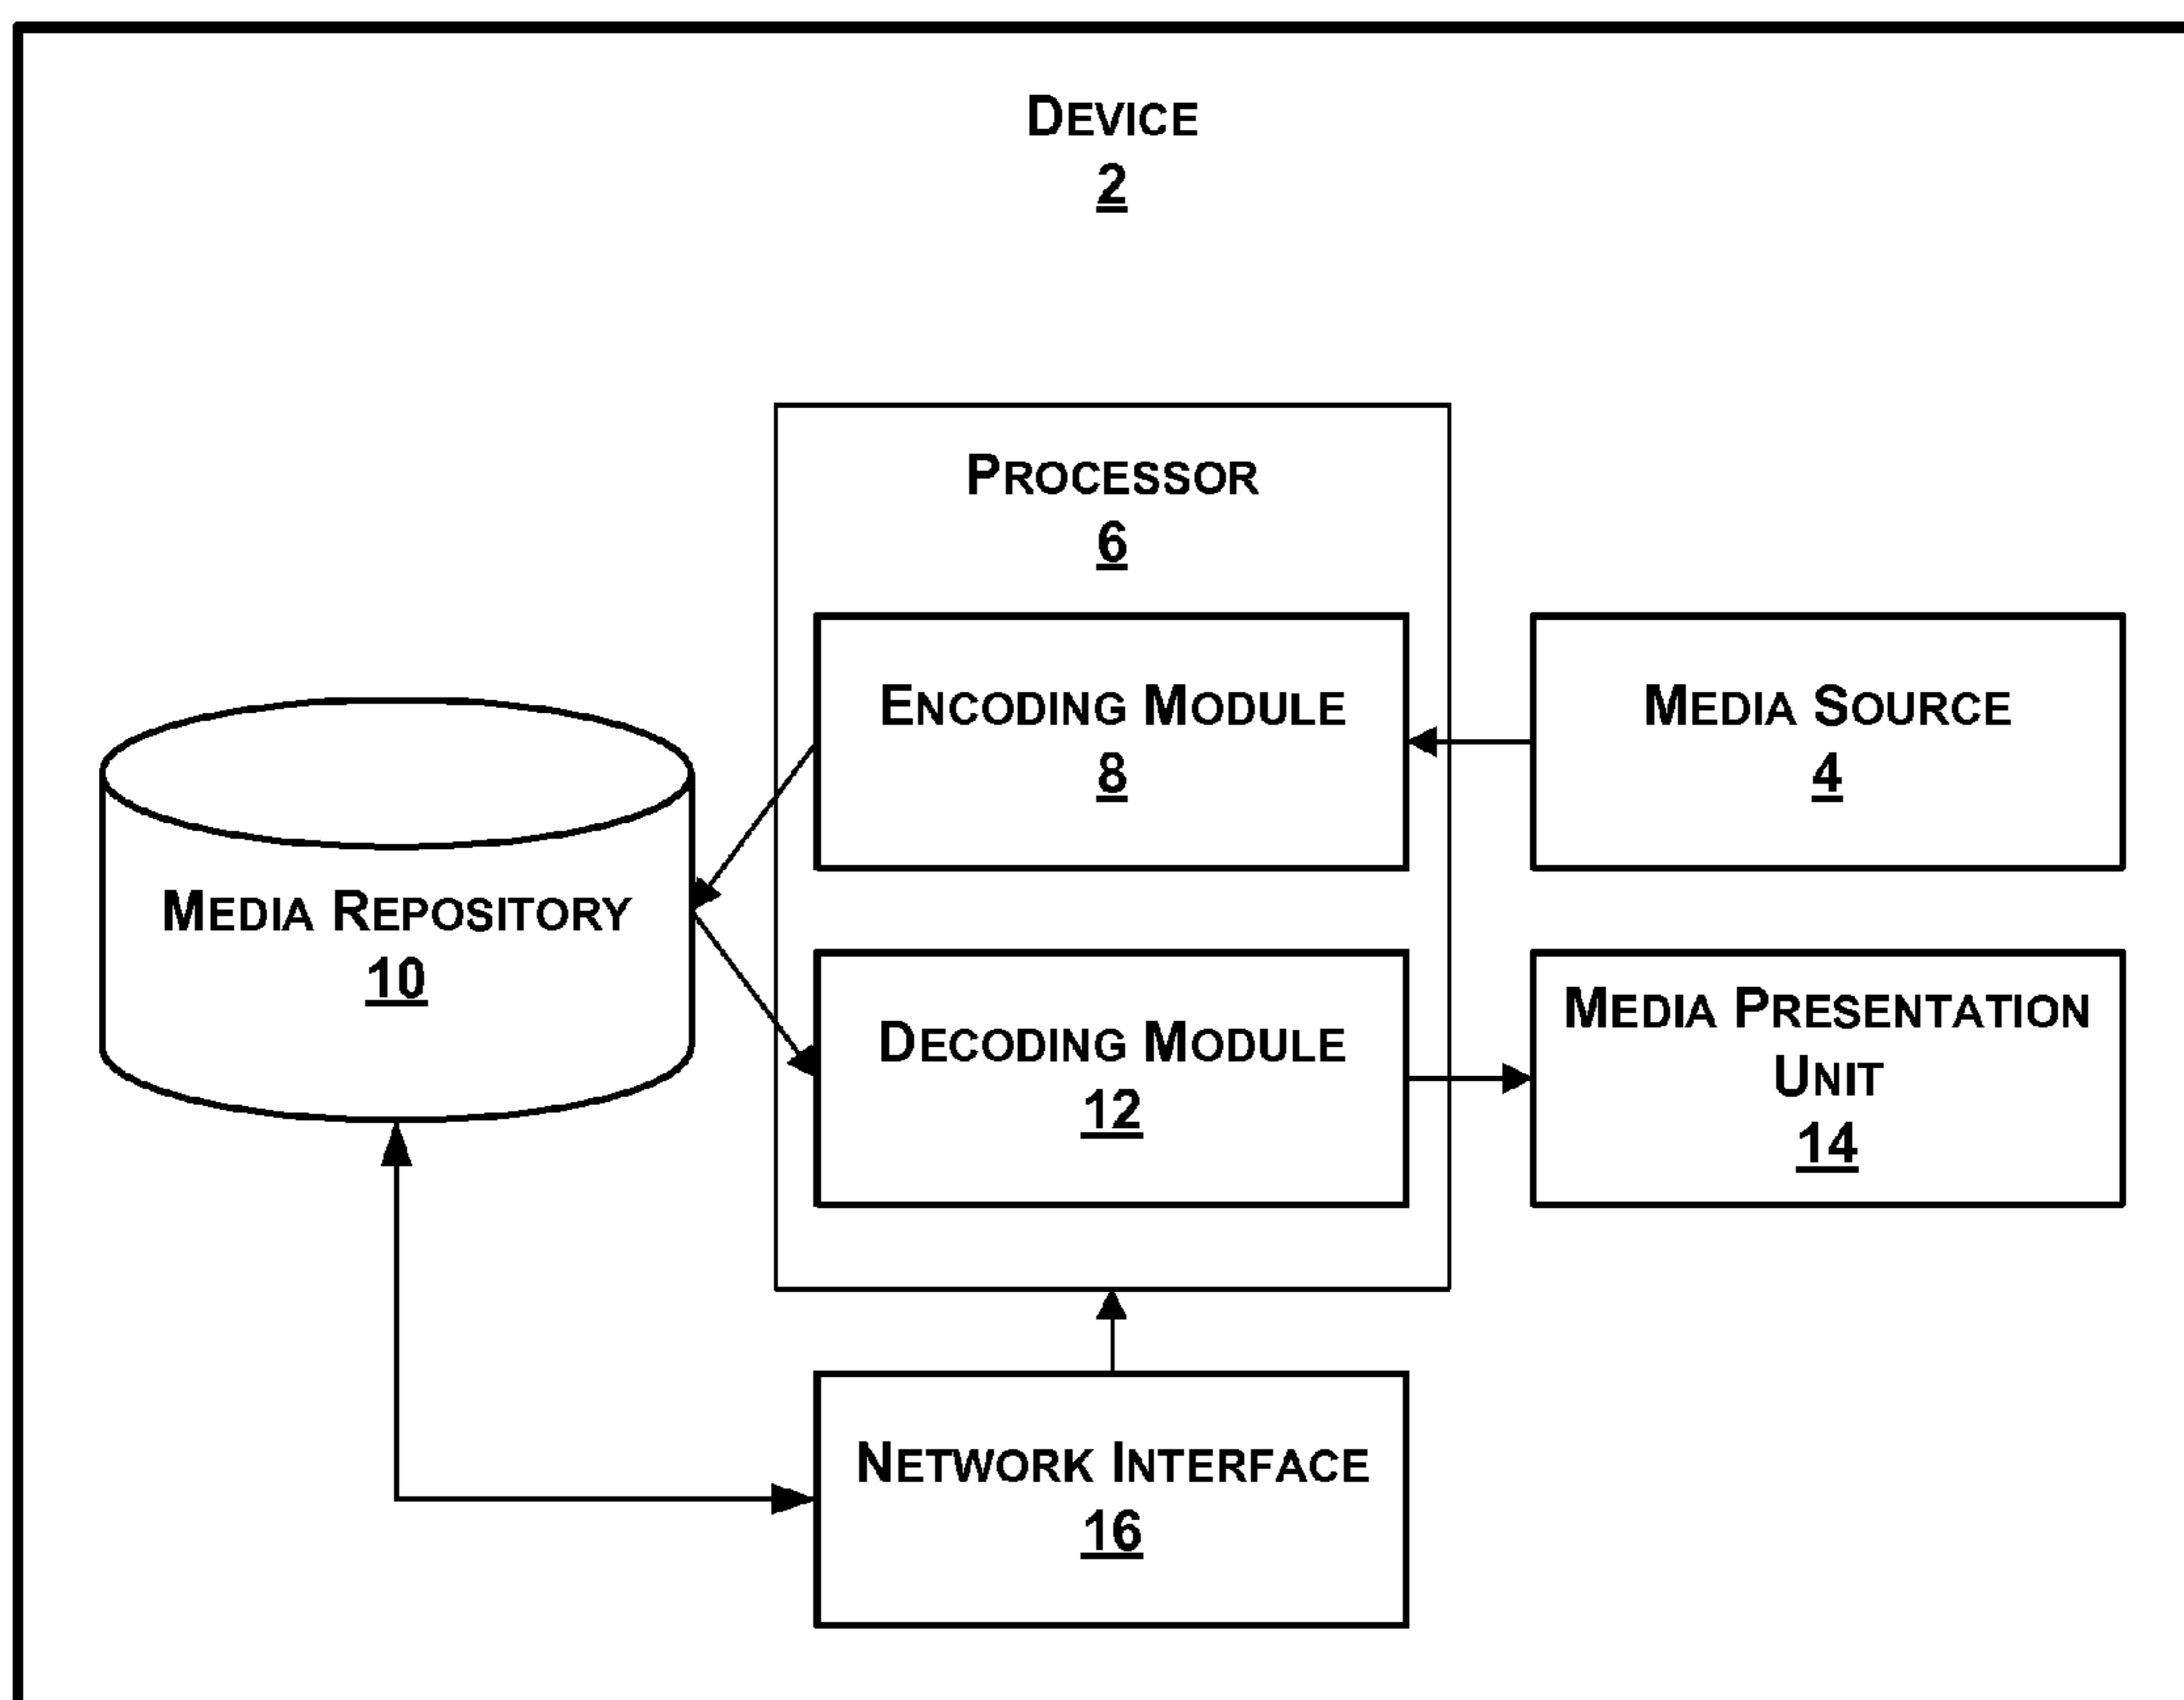 DEVICE
2
PROCESSOR
6
ENCODING MODULE
8
MEDIA SOURCE
4
MEDIA REPOSITORY
10
DECODING MODULE
12
MEDIA PRESENTATION
UNIT
14
NETWORK INTERFACE
16